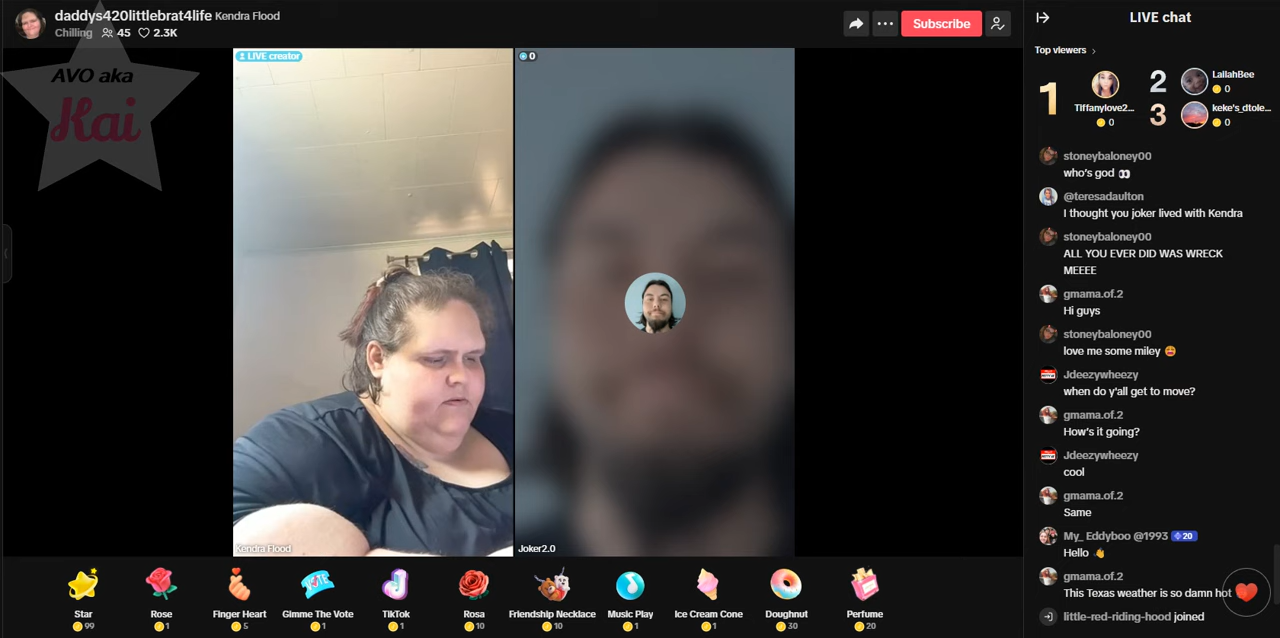 daddys420littlebrat4life Kendra Flood
Chilling 45 2.3K
Subscribe
AVO aka
Kai
LIVE creator
0
Kendra Flood
Joker2.0
Star
99
Rose
1
Finger Heart
5
VOTE
Gimme The Vote
1
TikTok
1
Rosa
10
Friendship Necklace
10
Music Play
1
Ice Cream Cone
1
Doughnut
30
Perfume
20
LIVE chat
Top viewers
1
Tiffanylove2...
0
2
LailahBee
0
3
keke's_dtole...
0
stoneybaloney00
who's god 👀
@teresadaulton
I thought you joker lived with Kendra
stoneybaloney00
ALL YOU EVER DID WAS WRECK
MEEEE
gmama.of.2
Hi guys
stoneybaloney00
love me some miley 🥰
Jdeezywheezy
when do y'all get to move?
gmama.of.2
How's it going?
Jdeezywheezy
cool
gmama.of.2
Same
My_ Eddyboo @1993 20
Hello 👋
gmama.of.2
This Texas weather is so damn hot
little-red-riding-hood joined